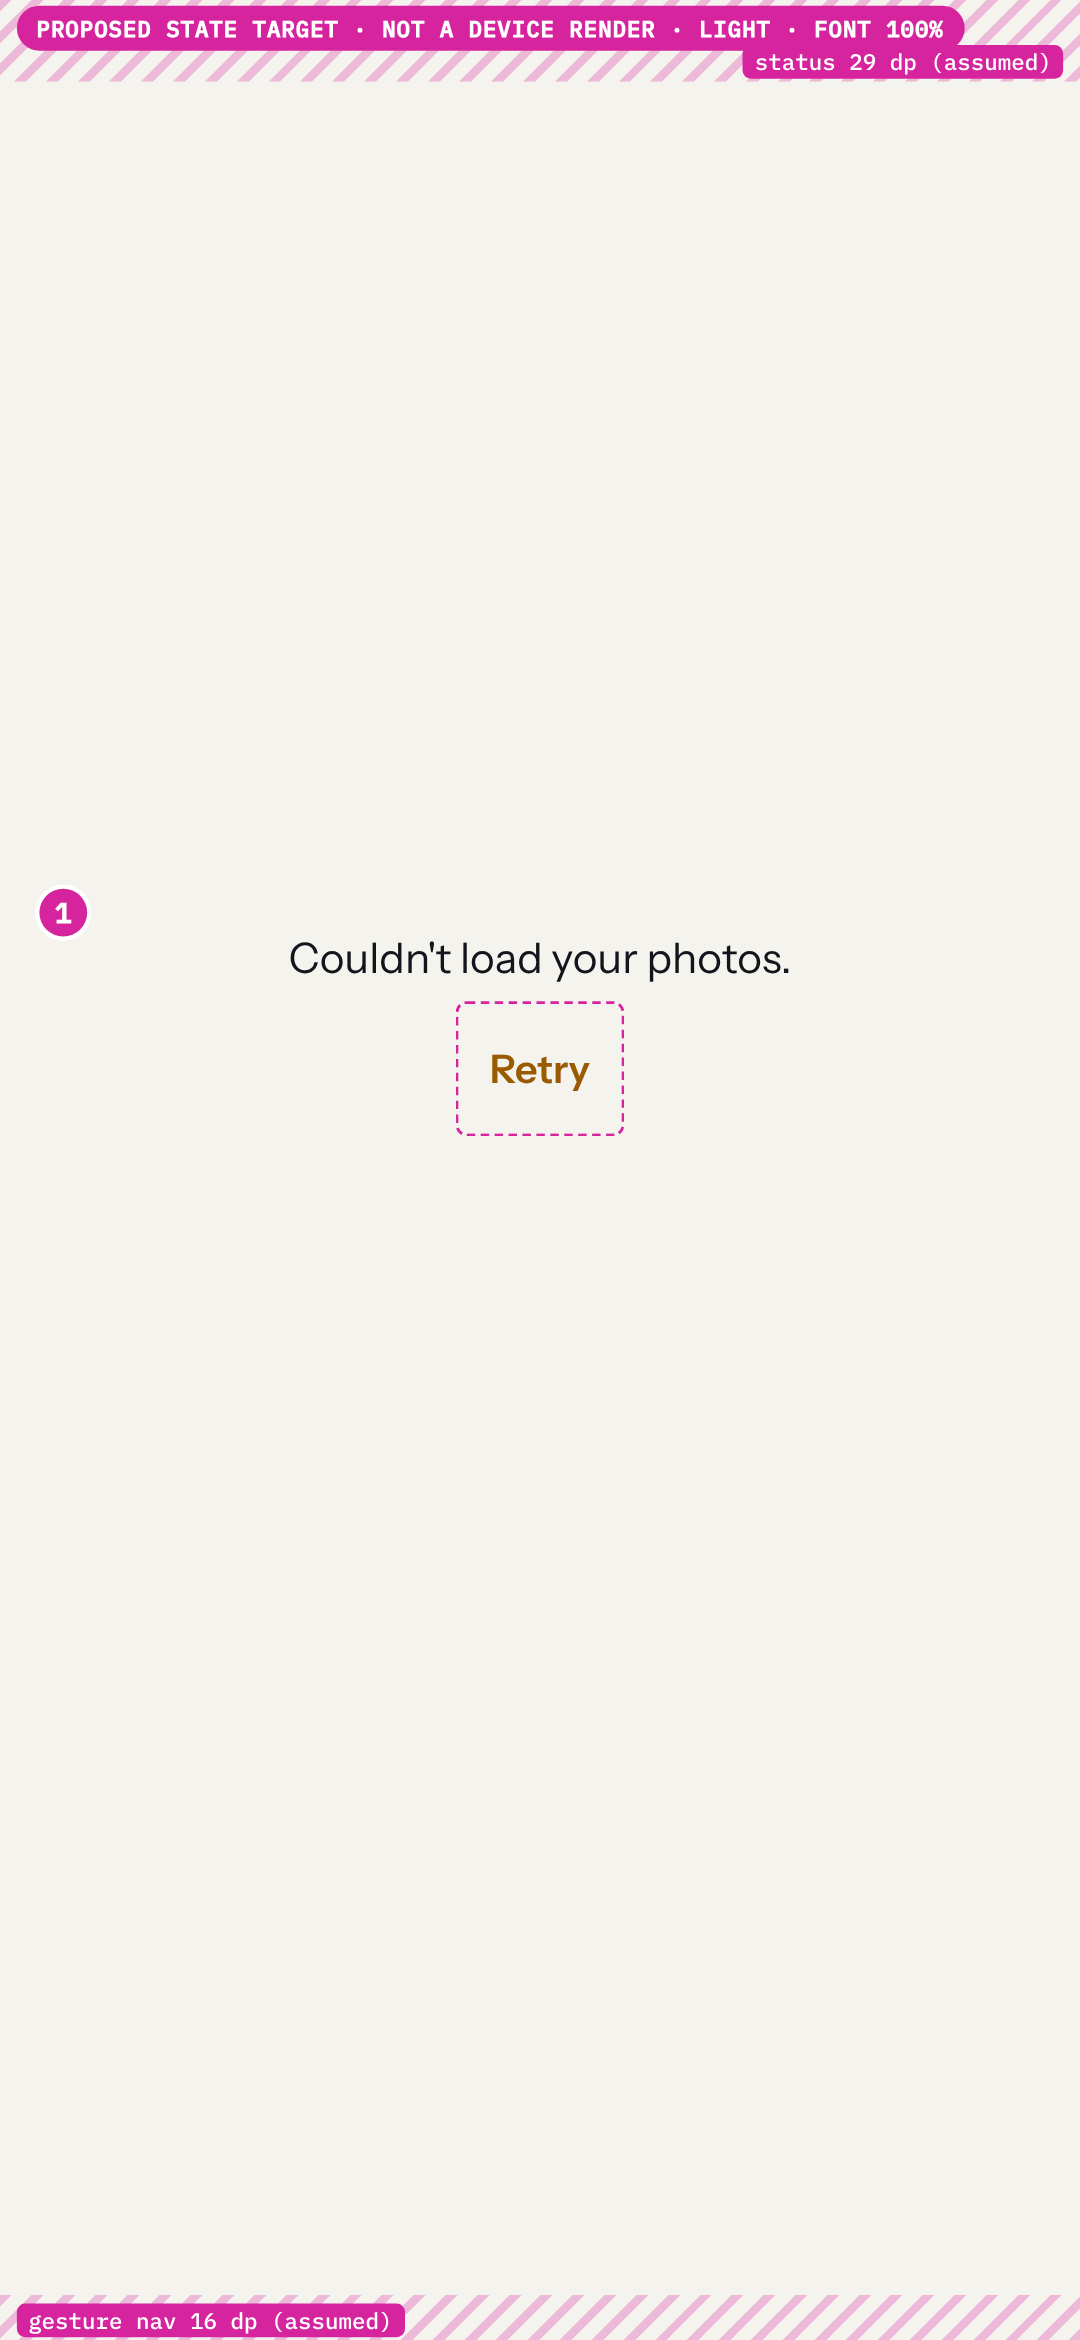 PROPOSED STATE TARGET · NOT A DEVICE RENDER · LIGHT · FONT 100%
status 29 dp (assumed)
1
Couldn't load your photos.
Retry
gesture nav 16 dp (assumed)